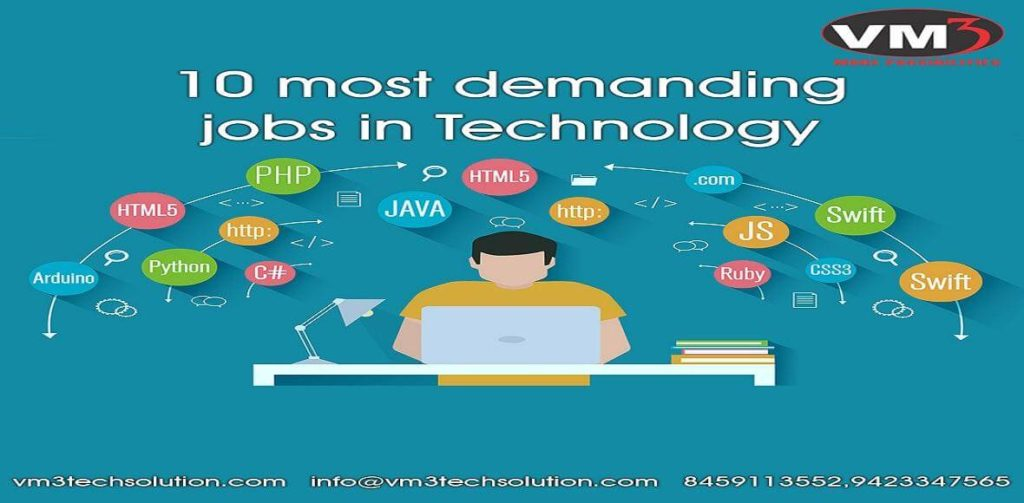 VM3
10 most demanding
jobs in Technology
PHP
HTML5
.com
HTML5
JAVA
http:
Swift
http:
JS
Arduino
Python
C#
Ruby
CSS3
Swift
vm3techsolution.com info@vm3techsolution.com 8459113552,9423347565